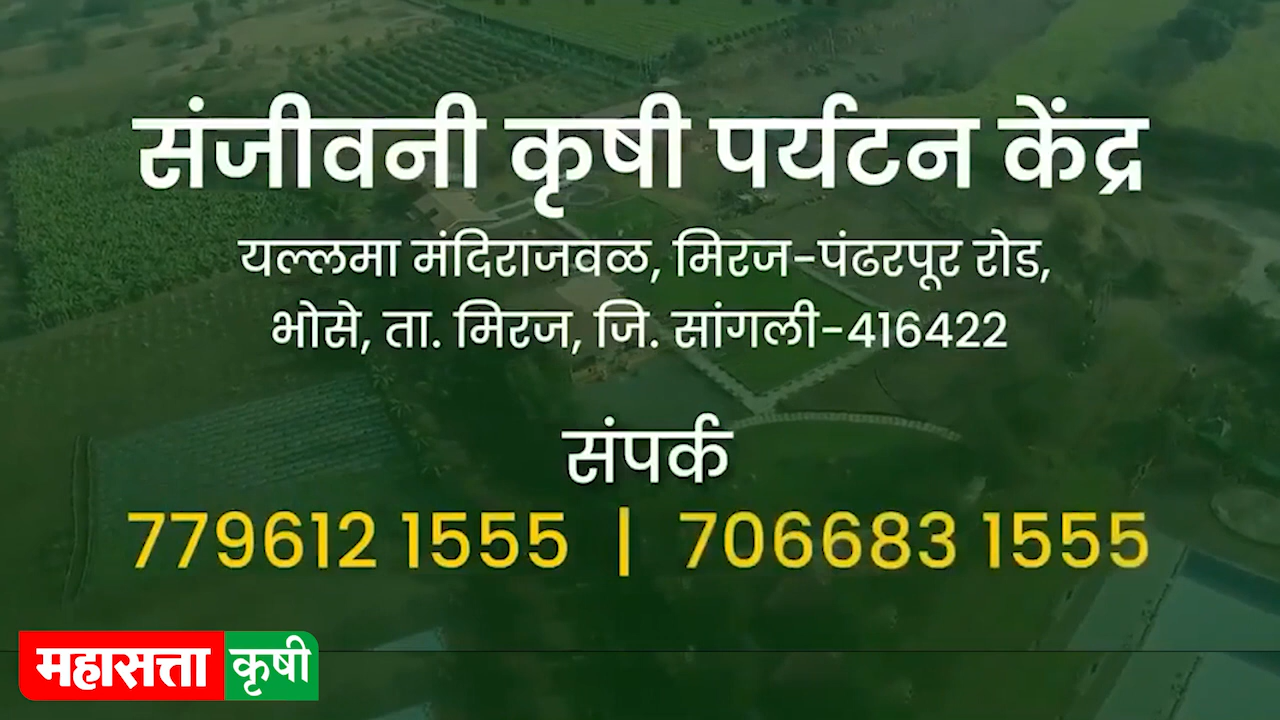 संजीवनी कृषी पर्यटन केंद्र
यल्लमा मंदिराजवळ, मिरज-पंढरपूर रोड,
भोसे, ता. मिरज, जि. सांगली-416422
संपर्क
779612 1555 | 706683 1555
महासत्ता कृषी